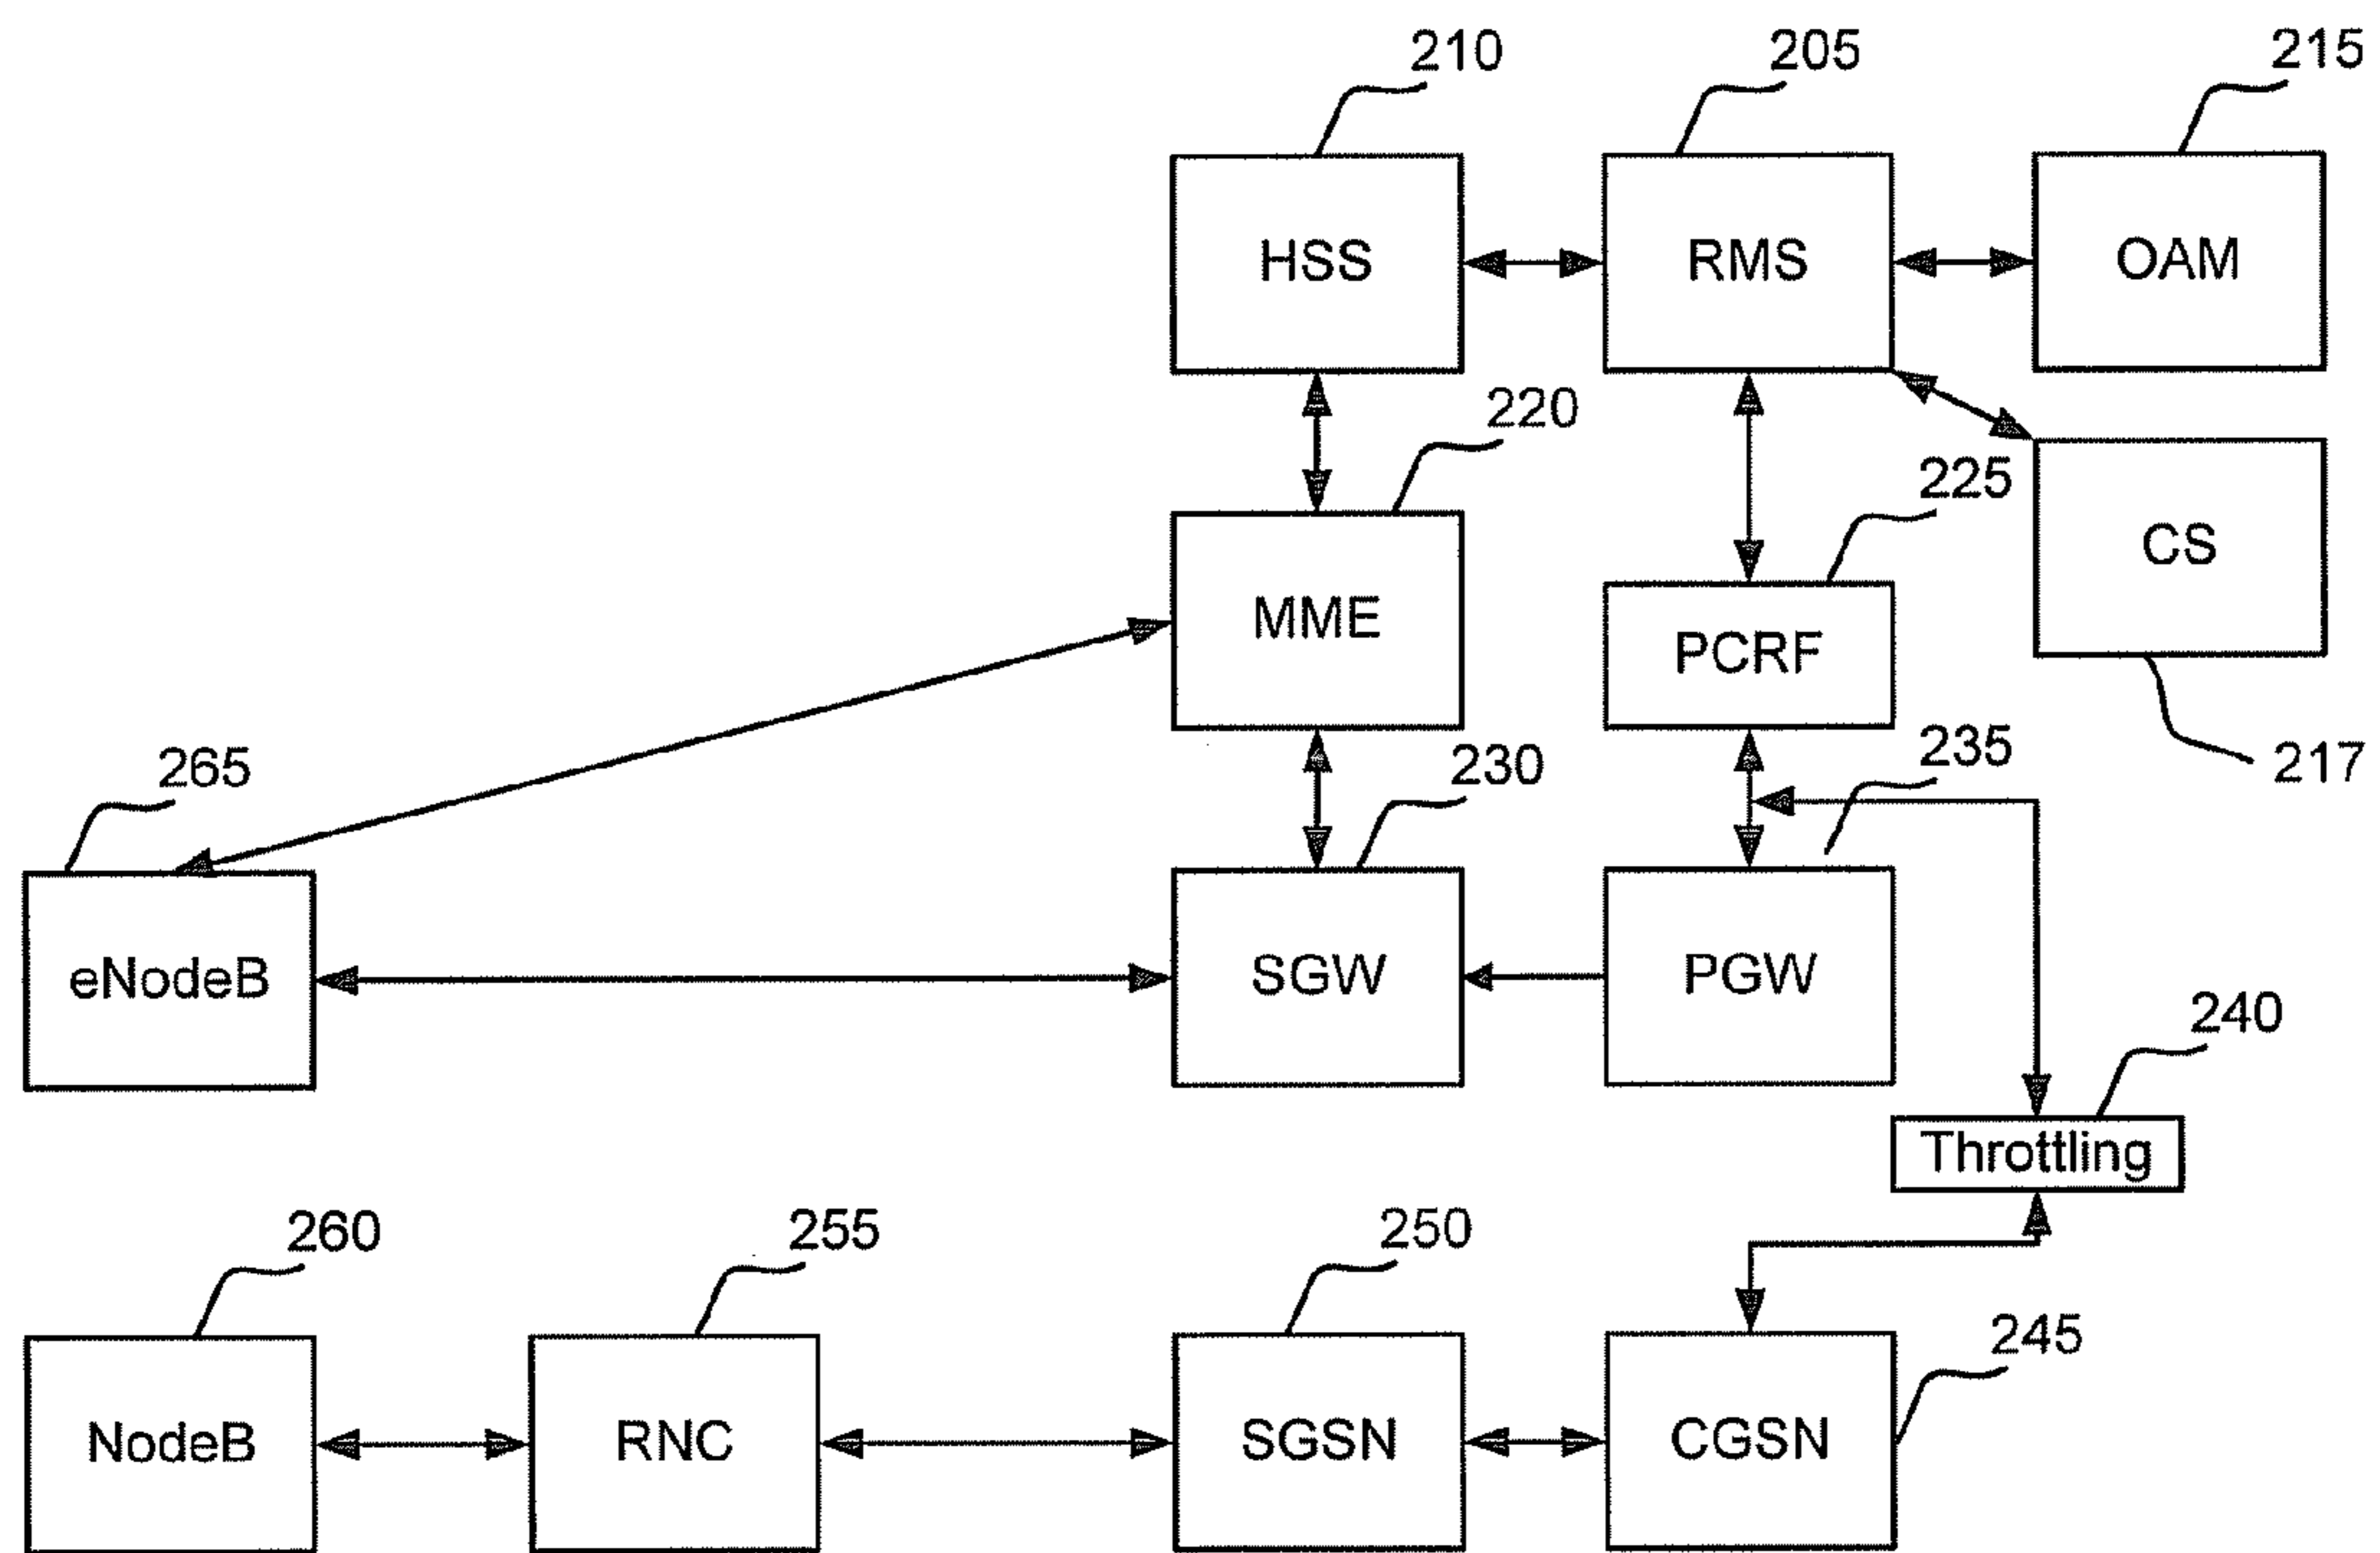 210
205
215
HSS
RMS
OAM
220
225
CS
MME
PCRF
217
265
230
235
eNodeB
SGW
PGW
240
Throttling
260
255
250
245
NodeB
RNC
SGSN
CGSN